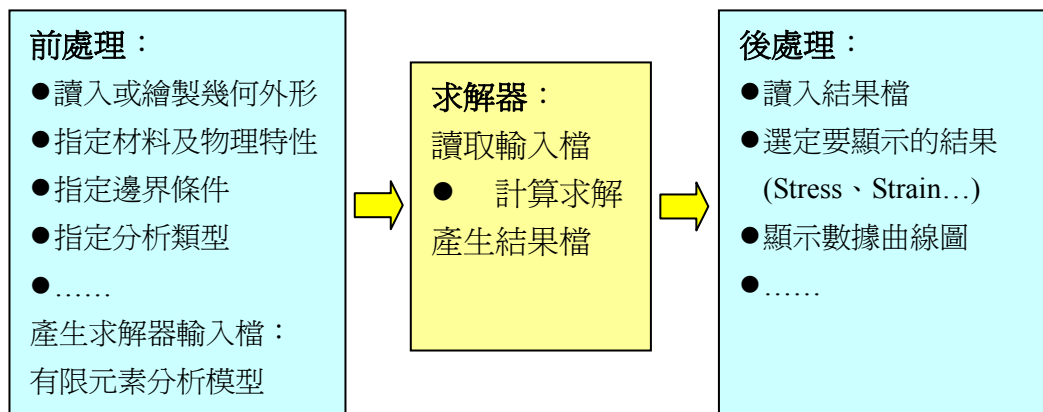 前處理：
●讀入或繪製幾何外形
●指定材料及物理特性
●指定邊界條件
●指定分析類型
●……
產生求解器輸入檔：
有限元素分析模型
求解器：
讀取輸入檔
● 計算求解
產生結果檔
後處理：
●讀入結果檔
●選定要顯示的結果
(Stress、Strain…)
●顯示數據曲線圖
●……